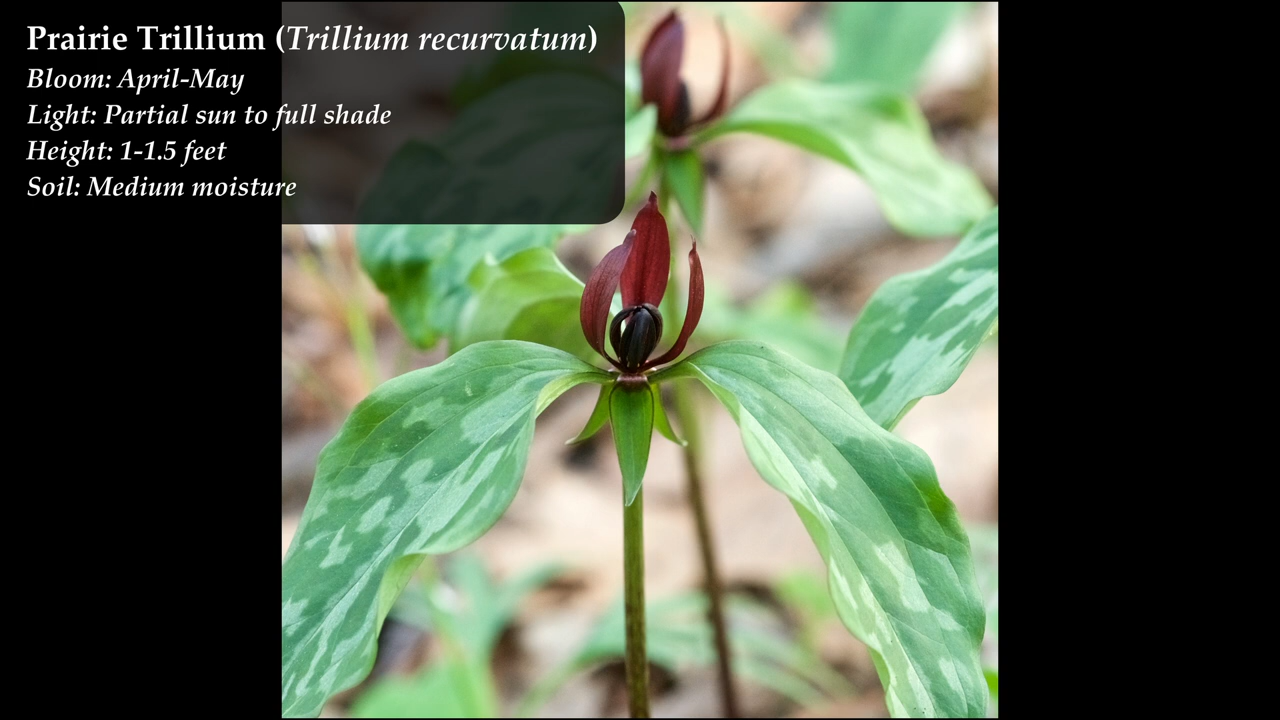 Prairie Trillium (Trillium recurvatum)
Bloom: April-May
Light: Partial sun to full shade
Height: 1-1.5 feet
Soil: Medium moisture